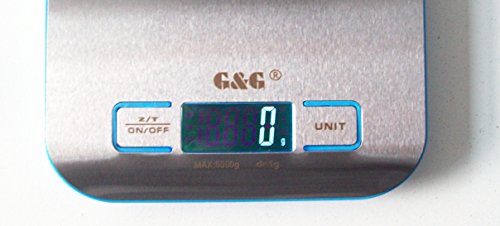 G&G ®
Z/T
ON/OFF
0 g
UNIT
MAX:5000g d=1g